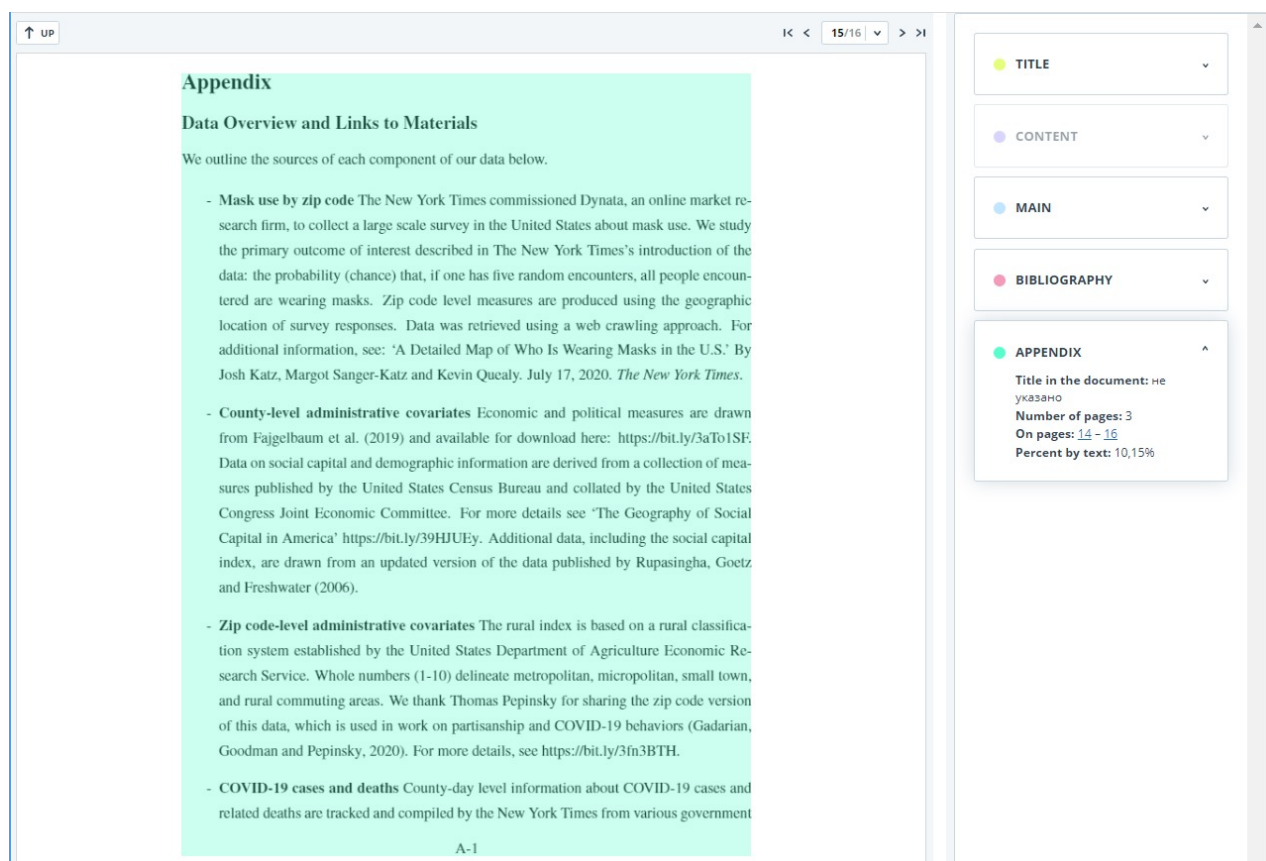 ↑ UP
15/16
Appendix
Data Overview and Links to Materials
We outline the sources of each component of our data below.
- Mask use by zip code The New York Times commissioned Dynata, an online market re-
search firm, to collect a large scale survey in the United States about mask use. We study
the primary outcome of interest described in The New York Times's introduction of the
data: the probability (chance) that, if one has five random encounters, all people encoun-
tered are wearing masks. Zip code level measures are produced using the geographic
location of survey responses. Data was retrieved using a web crawling approach. For
additional information, see: ‘A Detailed Map of Who Is Wearing Masks in the U.S.’ By
Josh Katz, Margot Sanger-Katz and Kevin Quealy. July 17, 2020. The New York Times.
- County-level administrative covariates Economic and political measures are drawn
from Fajgelbaum et al. (2019) and available for download here: https://bit.ly/3aTo1SF.
Data on social capital and demographic information are derived from a collection of mea-
sures published by the United States Census Bureau and collated by the United States
Congress Joint Economic Committee. For more details see ‘The Geography of Social
Capital in America’ https://bit.ly/39HJUEy. Additional data, including the social capital
index, are drawn from an updated version of the data published by Rupasingha, Goetz
and Freshwater (2006).
- Zip code-level administrative covariates The rural index is based on a rural classifica-
tion system established by the United States Department of Agriculture Economic Re-
search Service. Whole numbers (1-10) delineate metropolitan, micropolitan, small town,
and rural commuting areas. We thank Thomas Pepinsky for sharing the zip code version
of this data, which is used in work on partisanship and COVID-19 behaviors (Gadarian,
Goodman and Pepinsky, 2020). For more details, see https://bit.ly/3fn3BTH.
- COVID-19 cases and deaths County-day level information about COVID-19 cases and
related deaths are tracked and compiled by the New York Times from various government
A-1
TITLE
CONTENT
MAIN
BIBLIOGRAPHY
APPENDIX
Title in the document: не
указано
Number of pages: 3
On pages: 14 – 16
Percent by text: 10,15%